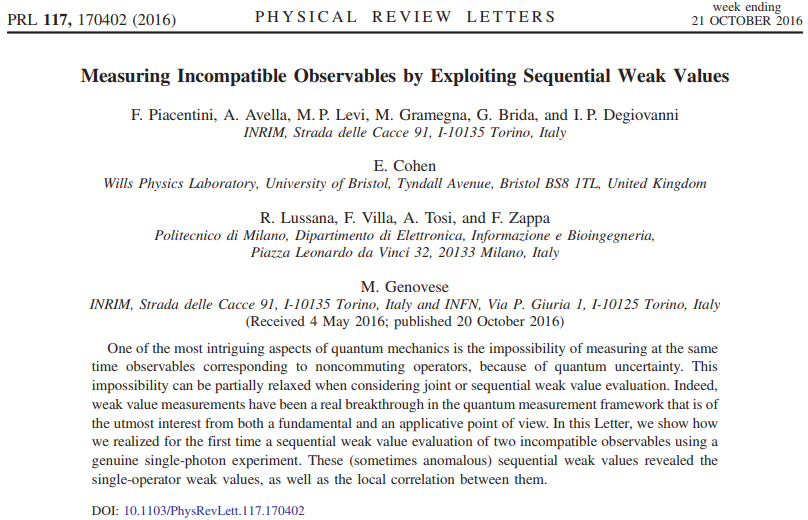 PRL 117, 170402 (2016)
PHYSICAL REVIEW LETTERS
week ending
21 OCTOBER 2016
Measuring Incompatible Observables by Exploiting Sequential Weak Values
F. Piacentini, A. Avella, M. P. Levi, M. Gramegna, G. Brida, and I. P. Degiovanni
INRIM, Strada delle Cacce 91, I-10135 Torino, Italy
E. Cohen
Wills Physics Laboratory, University of Bristol, Tyndall Avenue, Bristol BS8 1TL, United Kingdom
R. Lussana, F. Villa, A. Tosi, and F. Zappa
Politecnico di Milano, Dipartimento di Elettronica, Informazione e Bioingegneria,
Piazza Leonardo da Vinci 32, 20133 Milano, Italy
M. Genovese
INRIM, Strada delle Cacce 91, I-10135 Torino, Italy and INFN, Via P. Giuria 1, I-10125 Torino, Italy
(Received 4 May 2016; published 20 October 2016)
One of the most intriguing aspects of quantum mechanics is the impossibility of measuring at the same
time observables corresponding to noncommuting operators, because of quantum uncertainty. This
impossibility can be partially relaxed when considering joint or sequential weak value evaluation. Indeed,
weak value measurements have been a real breakthrough in the quantum measurement framework that is of
the utmost interest from both a fundamental and an applicative point of view. In this Letter, we show how
we realized for the first time a sequential weak value evaluation of two incompatible observables using a
genuine single-photon experiment. These (sometimes anomalous) sequential weak values revealed the
single-operator weak values, as well as the local correlation between them.
DOI: 10.1103/PhysRevLett.117.170402